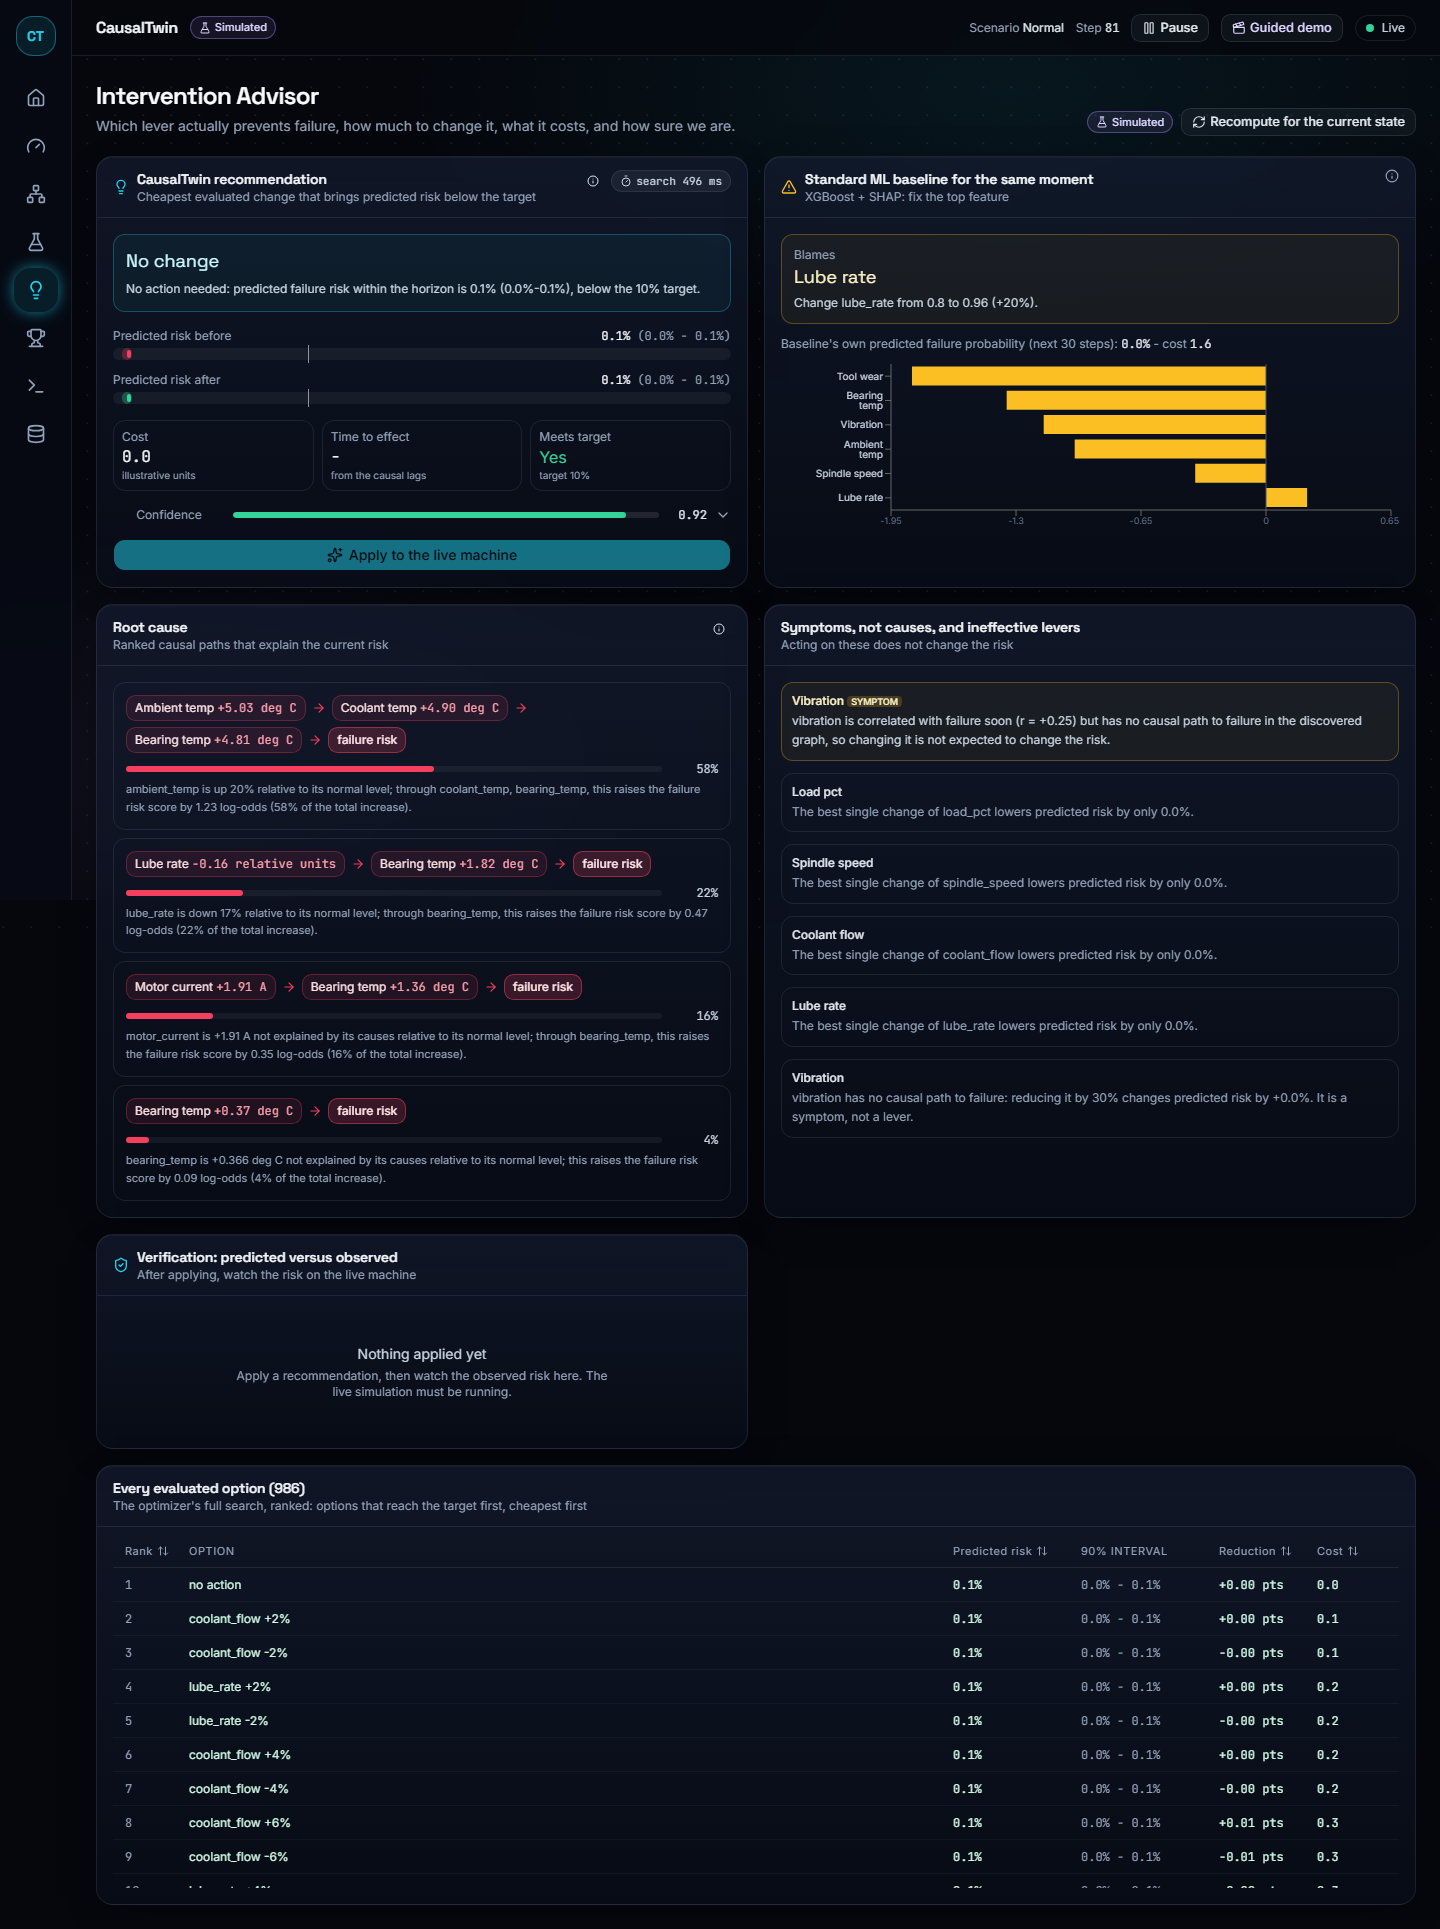 CT
CausalTwin
Simulated
Scenario Normal
Step 81
Pause
Guided demo
Live
Intervention Advisor
Which lever actually prevents failure, how much to change it, what it costs, and how sure we are.
Simulated
Recompute for the current state
CausalTwin recommendation
Cheapest evaluated change that brings predicted risk below the target
search 496 ms
No change
No action needed: predicted failure risk within the horizon is 0.1% (0.0%-0.1%), below the 10% target.
Predicted risk before
0.1% (0.0% - 0.1%)
Predicted risk after
0.1% (0.0% - 0.1%)
Cost
0.0
illustrative units
Time to effect
-
from the causal lags
Meets target
Yes
target 10%
Confidence
0.92
Apply to the live machine
Standard ML baseline for the same moment
XGBoost + SHAP: fix the top feature
Blames
Lube rate
Change lube_rate from 0.8 to 0.96 (+20%).
Baseline's own predicted failure probability (next 30 steps): 0.0% - cost 1.6
Tool wear
Bearing
temp
Vibration
Ambient
temp
Spindle speed
Lube rate
-1.95
-1.3
-0.65
0
0.65
Root cause
Ranked causal paths that explain the current risk
Ambient temp +5.03 deg C → Coolant temp +4.90 deg C →
Bearing temp +4.81 deg C → failure risk
58%
ambient_temp is up 20% relative to its normal level; through coolant_temp, bearing_temp, this raises the failure
risk score by 1.23 log-odds (58% of the total increase).
Lube rate -0.16 relative units → Bearing temp +1.82 deg C → failure risk
22%
lube_rate is down 17% relative to its normal level; through bearing_temp, this raises the failure risk score by 0.47
log-odds (22% of the total increase).
Motor current +1.91 A → Bearing temp +1.36 deg C → failure risk
16%
motor_current is +1.91 A not explained by its causes relative to its normal level; through bearing_temp, this raises
the failure risk score by 0.35 log-odds (16% of the total increase).
Bearing temp +0.37 deg C → failure risk
4%
bearing_temp is +0.366 deg C not explained by its causes relative to its normal level; this raises the failure risk
score by 0.09 log-odds (4% of the total increase).
Symptoms, not causes, and ineffective levers
Acting on these does not change the risk
Vibration SYMPTOM
vibration is correlated with failure soon (r = +0.25) but has no causal path to failure in the discovered
graph, so changing it is not expected to change the risk.
Load pct
The best single change of load_pct lowers predicted risk by only 0.0%.
Spindle speed
The best single change of spindle_speed lowers predicted risk by only 0.0%.
Coolant flow
The best single change of coolant_flow lowers predicted risk by only 0.0%.
Lube rate
The best single change of lube_rate lowers predicted risk by only 0.0%.
Vibration
vibration has no causal path to failure: reducing it by 30% changes predicted risk by +0.0%. It is a
symptom, not a lever.
Verification: predicted versus observed
After applying, watch the risk on the live machine
Nothing applied yet
Apply a recommendation, then watch the observed risk here. The
live simulation must be running.
Every evaluated option (986)
The optimizer's full search, ranked: options that reach the target first, cheapest first
Rank OPTION Predicted risk 90% INTERVAL Reduction Cost
1 no action 0.1% 0.0% - 0.1% +0.00 pts 0.0
2 coolant_flow +2% 0.1% 0.0% - 0.1% +0.00 pts 0.1
3 coolant_flow -2% 0.1% 0.0% - 0.1% -0.00 pts 0.1
4 lube_rate +2% 0.1% 0.0% - 0.1% +0.00 pts 0.2
5 lube_rate -2% 0.1% 0.0% - 0.1% -0.00 pts 0.2
6 coolant_flow +4% 0.1% 0.0% - 0.1% +0.00 pts 0.2
7 coolant_flow -4% 0.1% 0.0% - 0.1% -0.00 pts 0.2
8 coolant_flow +6% 0.1% 0.0% - 0.1% +0.01 pts 0.3
9 coolant_flow -6% 0.1% 0.0% - 0.1% -0.01 pts 0.3